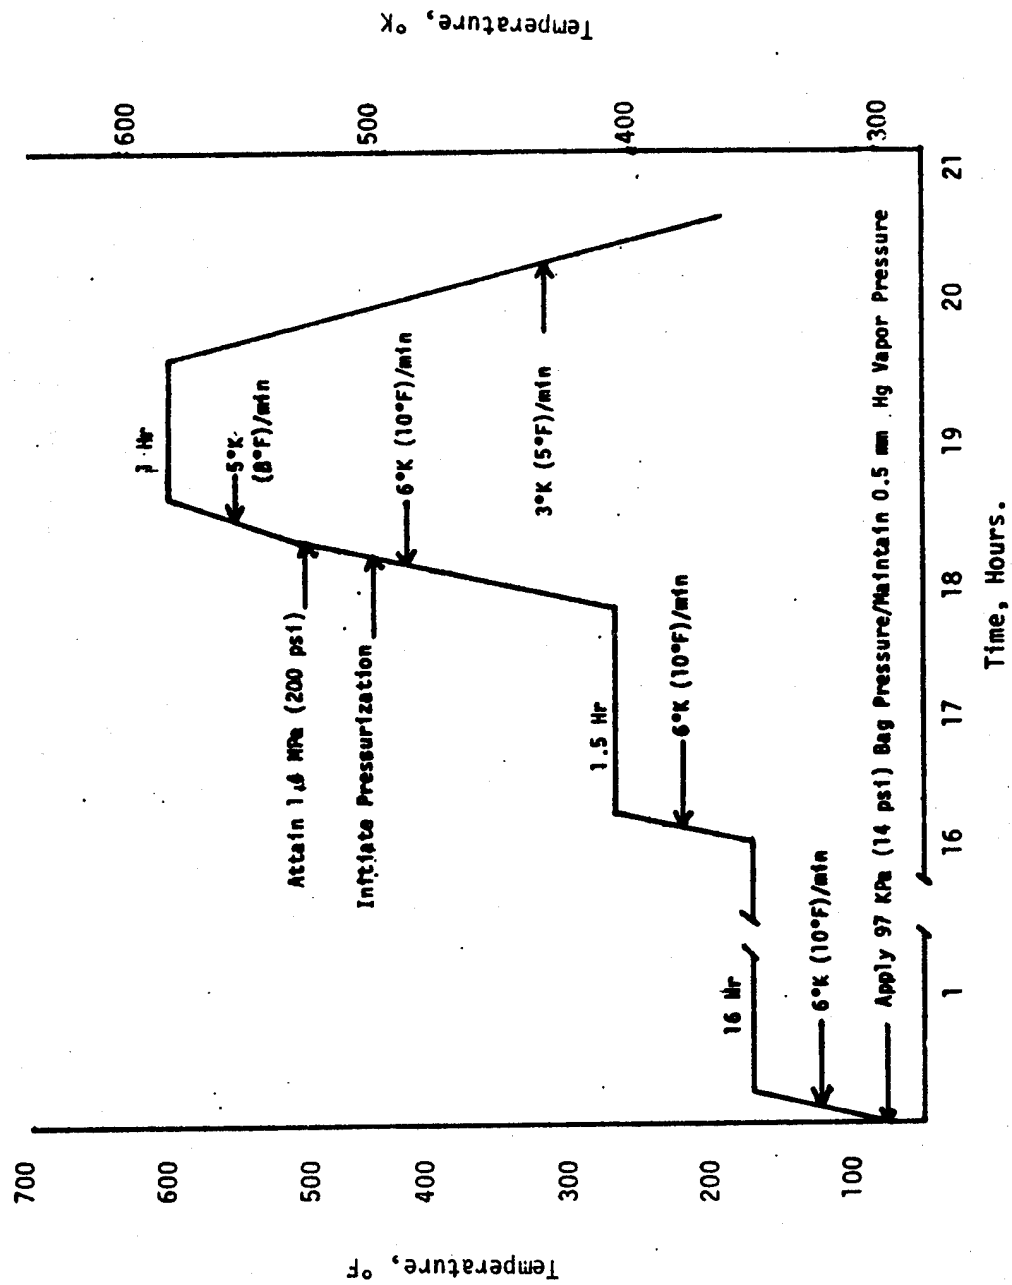 Temperature, °F
700
600
500
400
300
200
100
Temperature, °K
600
500
400
300
Hr
5°K
(8°F)/min
Attain MPa (200 psi)
6°K (10°F)/min
Initiate Pressurization
3°K (5°F)/min
1.5 Hr
6°K (10°F)/min
16 Hr
6°K (10°F)/min
Apply 97 KPa (14 psi) Bag Pressure/Maintain 0.5 mm Hg Vapor Pressure
1
16
17
18
19
20
21
Time, Hours.